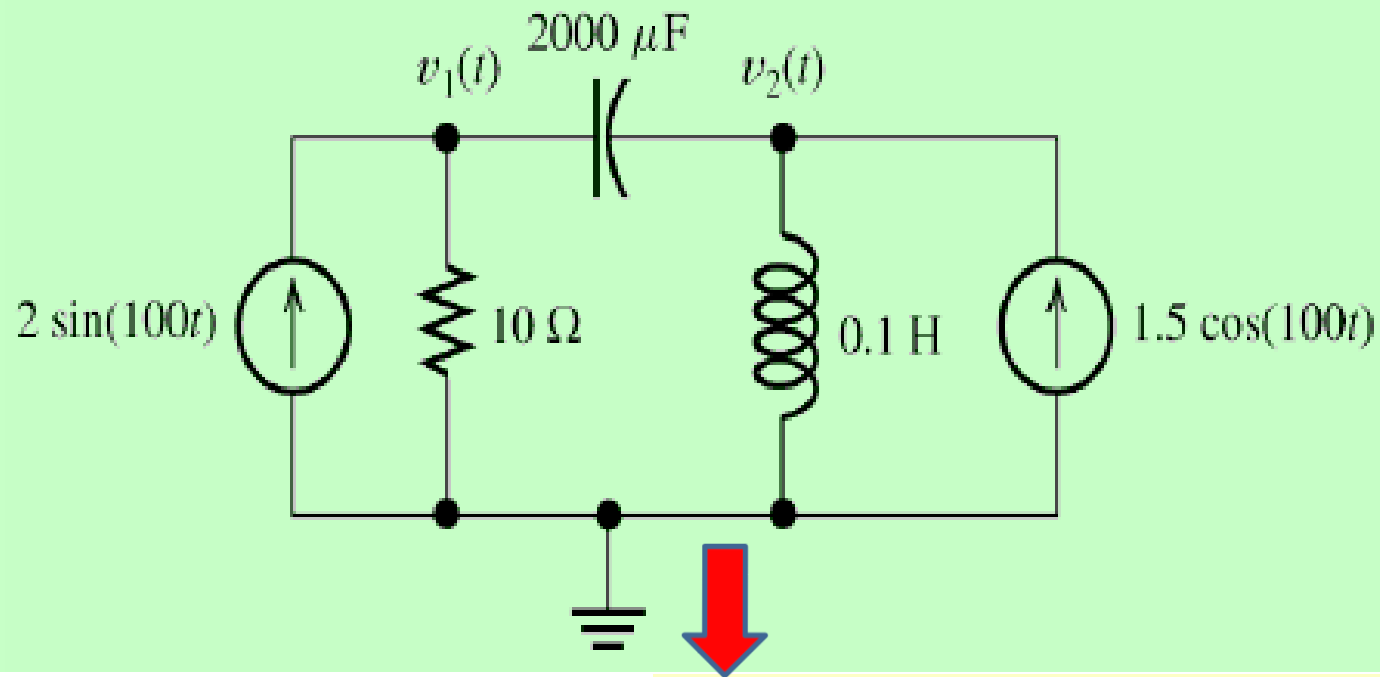 2000 μF
v₁(t)
v₂(t)
2 sin(100t)
10 Ω
0.1 H
1.5 cos(100t)